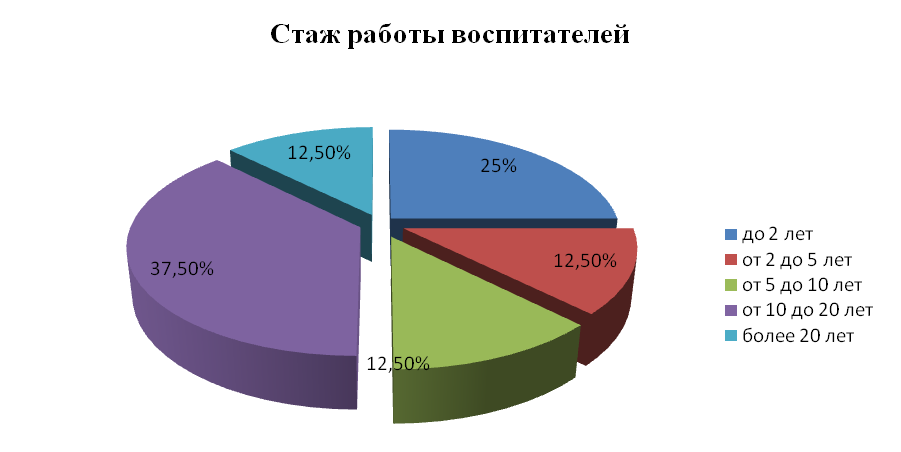 Стаж работы воспитателей
12,50%
25%
12,50%
37,50%
12,50%
до 2 лет
от 2 до 5 лет
от 5 до 10 лет
от 10 до 20 лет
более 20 лет